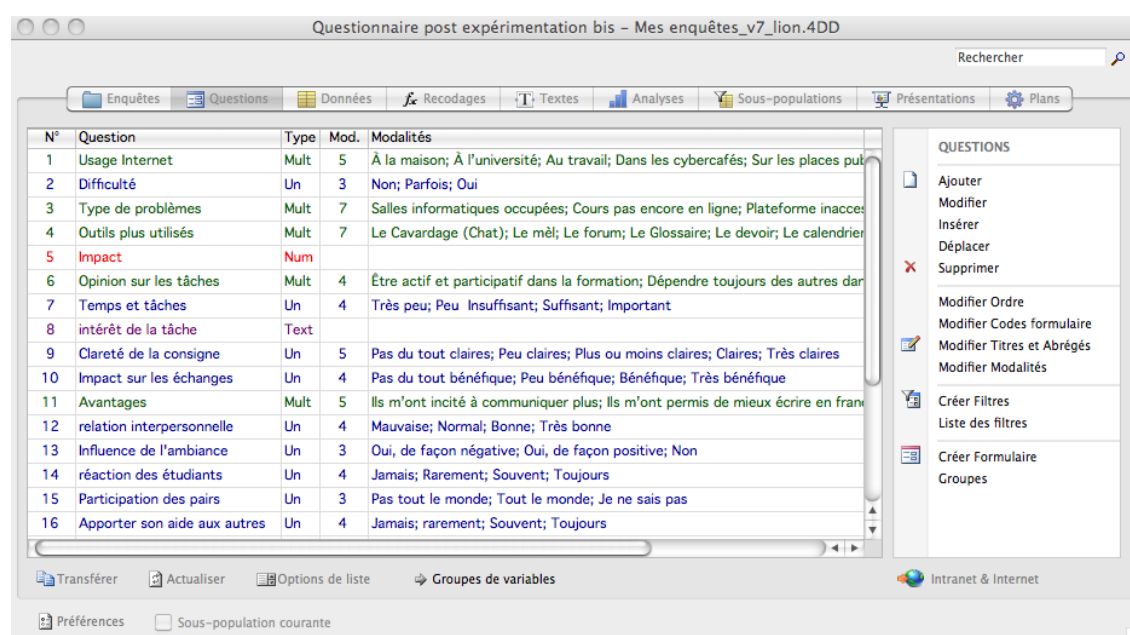 Questionnaire post expérimentation bis – Mes enquêtes_v7_lion.4DD
Rechercher
Enquêtes Questions Données fx Recodages T Textes Analyses Sous-populations Présentations Plans
N° Question Type Mod. Modalités
1 Usage Internet Mult 5 À la maison; À l'université; Au travail; Dans les cybercafés; Sur les places pub
2 Difficulté Un 3 Non; Parfois; Oui
3 Type de problèmes Mult 7 Salles informatiques occupées; Cours pas encore en ligne; Plateforme inacces
4 Outils plus utilisés Mult 7 Le Cavardage (Chat); Le mèl; Le forum; Le Glossaire; Le devoir; Le calendrier
5 Impact Num
6 Opinion sur les tâches Mult 4 Être actif et participatif dans la formation; Dépendre toujours des autres dan
7 Temps et tâches Un 4 Très peu; Peu Insuffisant; Suffisant; Important
8 intérêt de la tâche Text
9 Clareté de la consigne Un 5 Pas du tout claires; Peu claires; Plus ou moins claires; Claires; Très claires
10 Impact sur les échanges Un 4 Pas du tout bénéfique; Peu bénéfique; Bénéfique; Très bénéfique
11 Avantages Mult 5 Ils m'ont incité à communiquer plus; Ils m'ont permis de mieux écrire en fran
12 relation interpersonnelle Un 4 Mauvaise; Normal; Bonne; Très bonne
13 Influence de l'ambiance Un 3 Oui, de façon négative; Oui, de façon positive; Non
14 réaction des étudiants Un 4 Jamais; Rarement; Souvent; Toujours
15 Participation des pairs Un 3 Pas tout le monde; Tout le monde; Je ne sais pas
16 Apporter son aide aux autres Un 4 Jamais; rarement; Souvent; Toujours
QUESTIONS
Ajouter
Modifier
Insérer
Déplacer
Supprimer
Modifier Ordre
Modifier Codes formulaire
Modifier Titres et Abrégés
Modifier Modalités
Créer Filtres
Liste des filtres
Créer Formulaire
Groupes
Transférer Actualiser Options de liste Groupes de variables Intranet & Internet
Préférences Sous-population courante